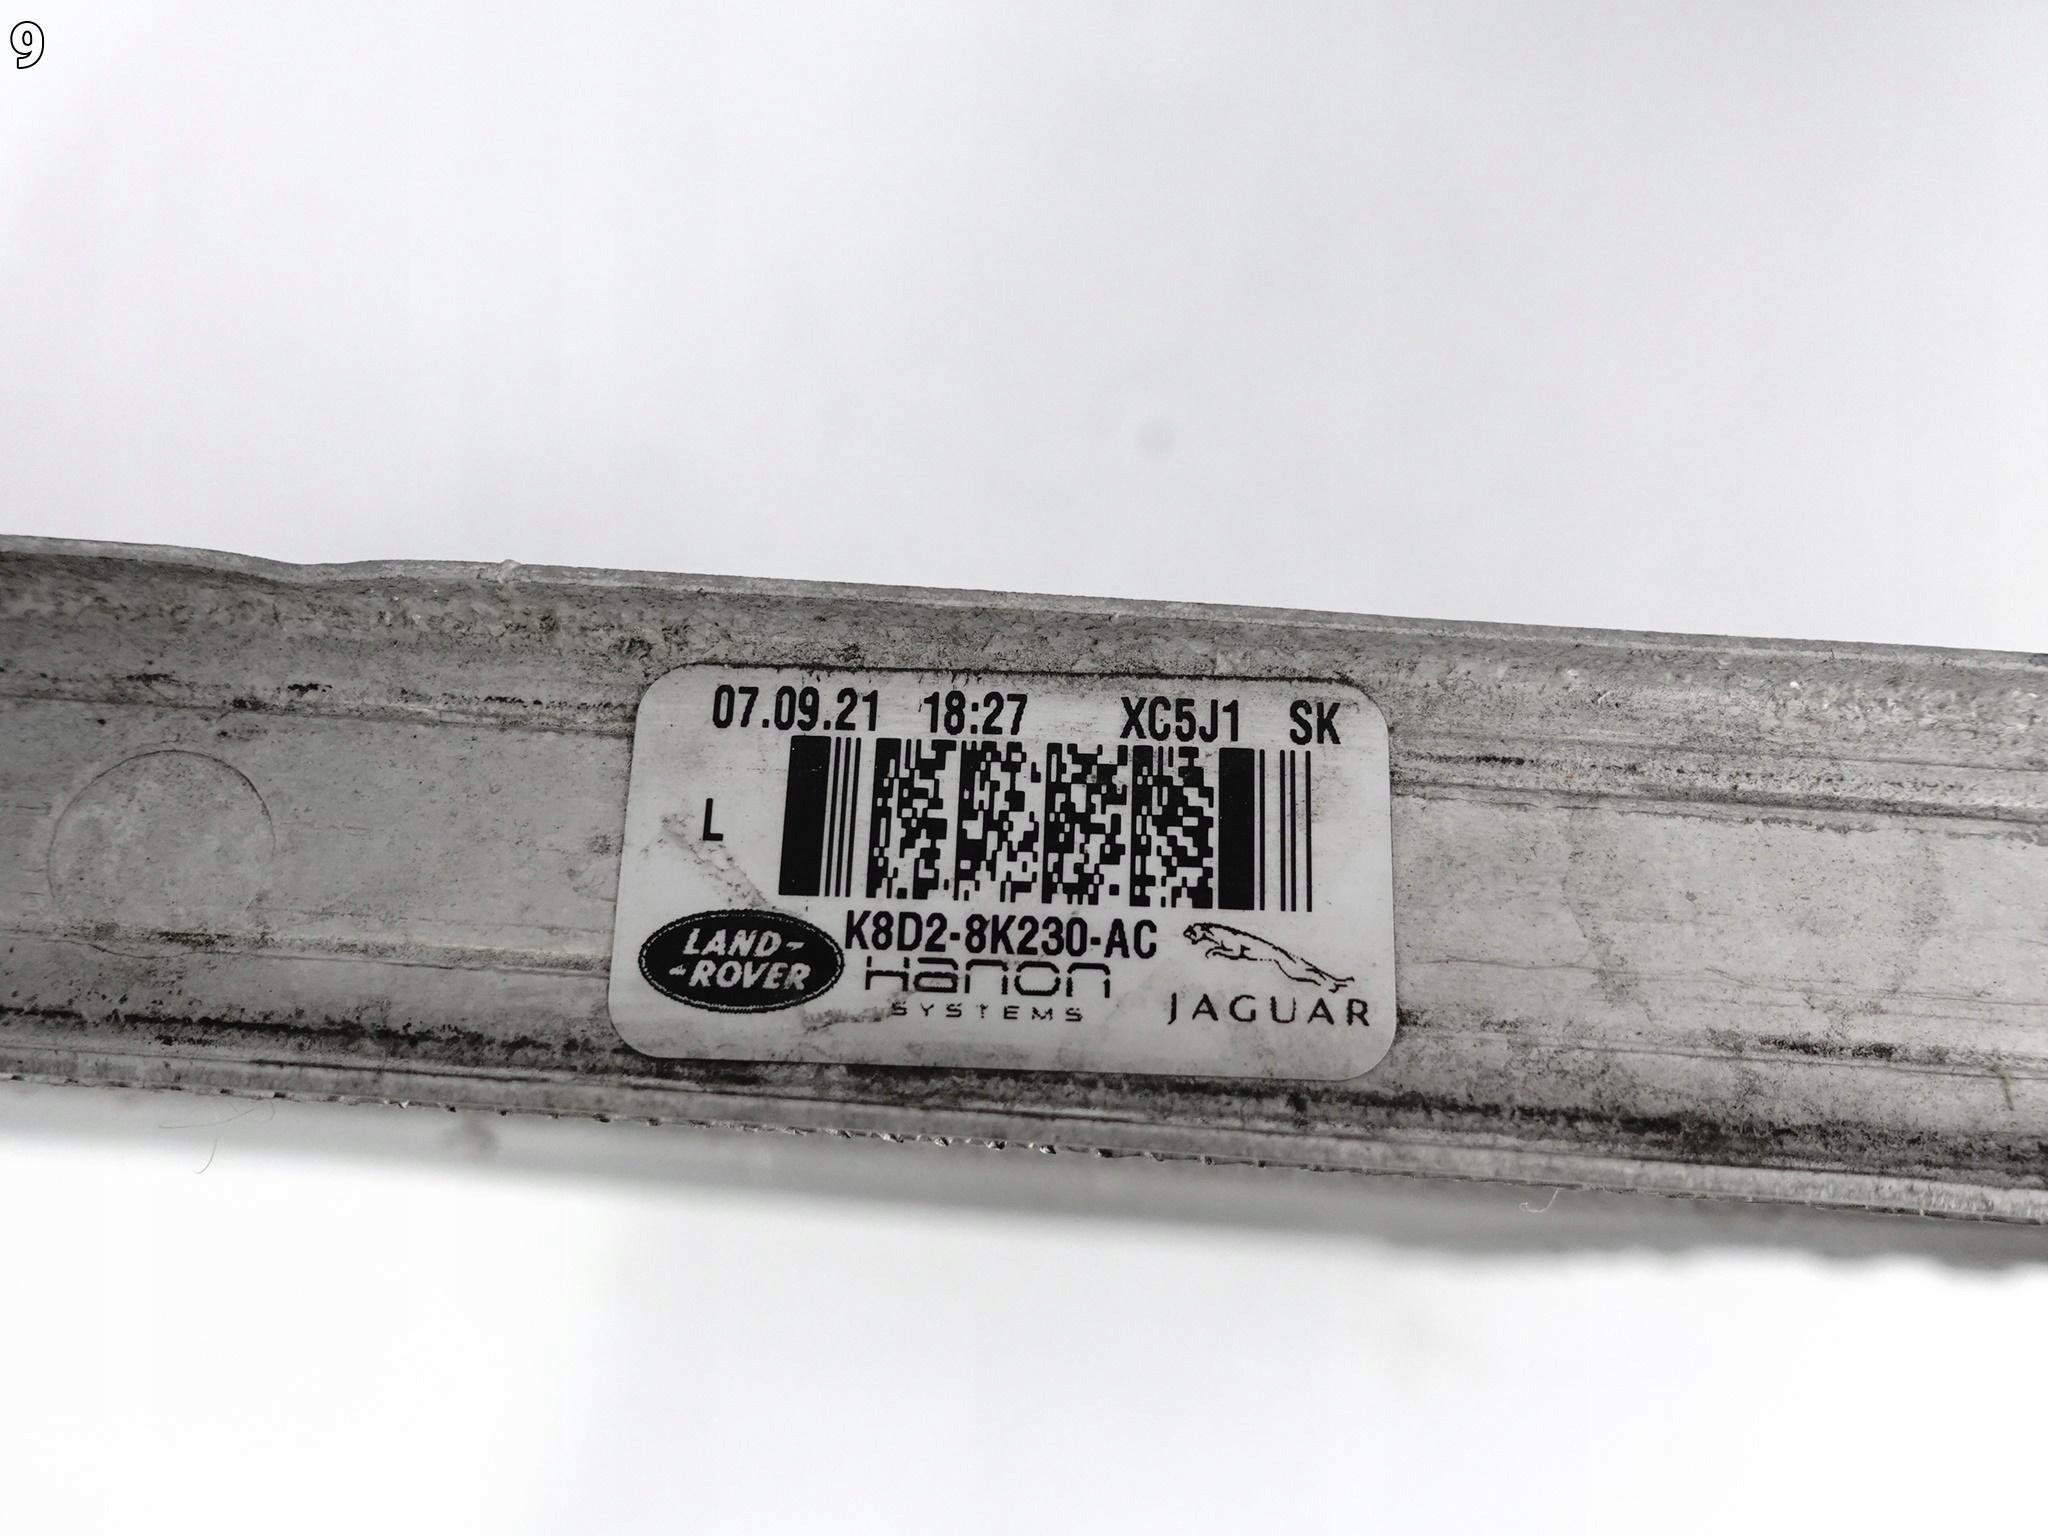 9
07.09.21 18:27 XC5J1 SK
L
LAND-
-ROVER
K8D2-8K230-AC
Hanon
SYSTEMS
JAGUAR